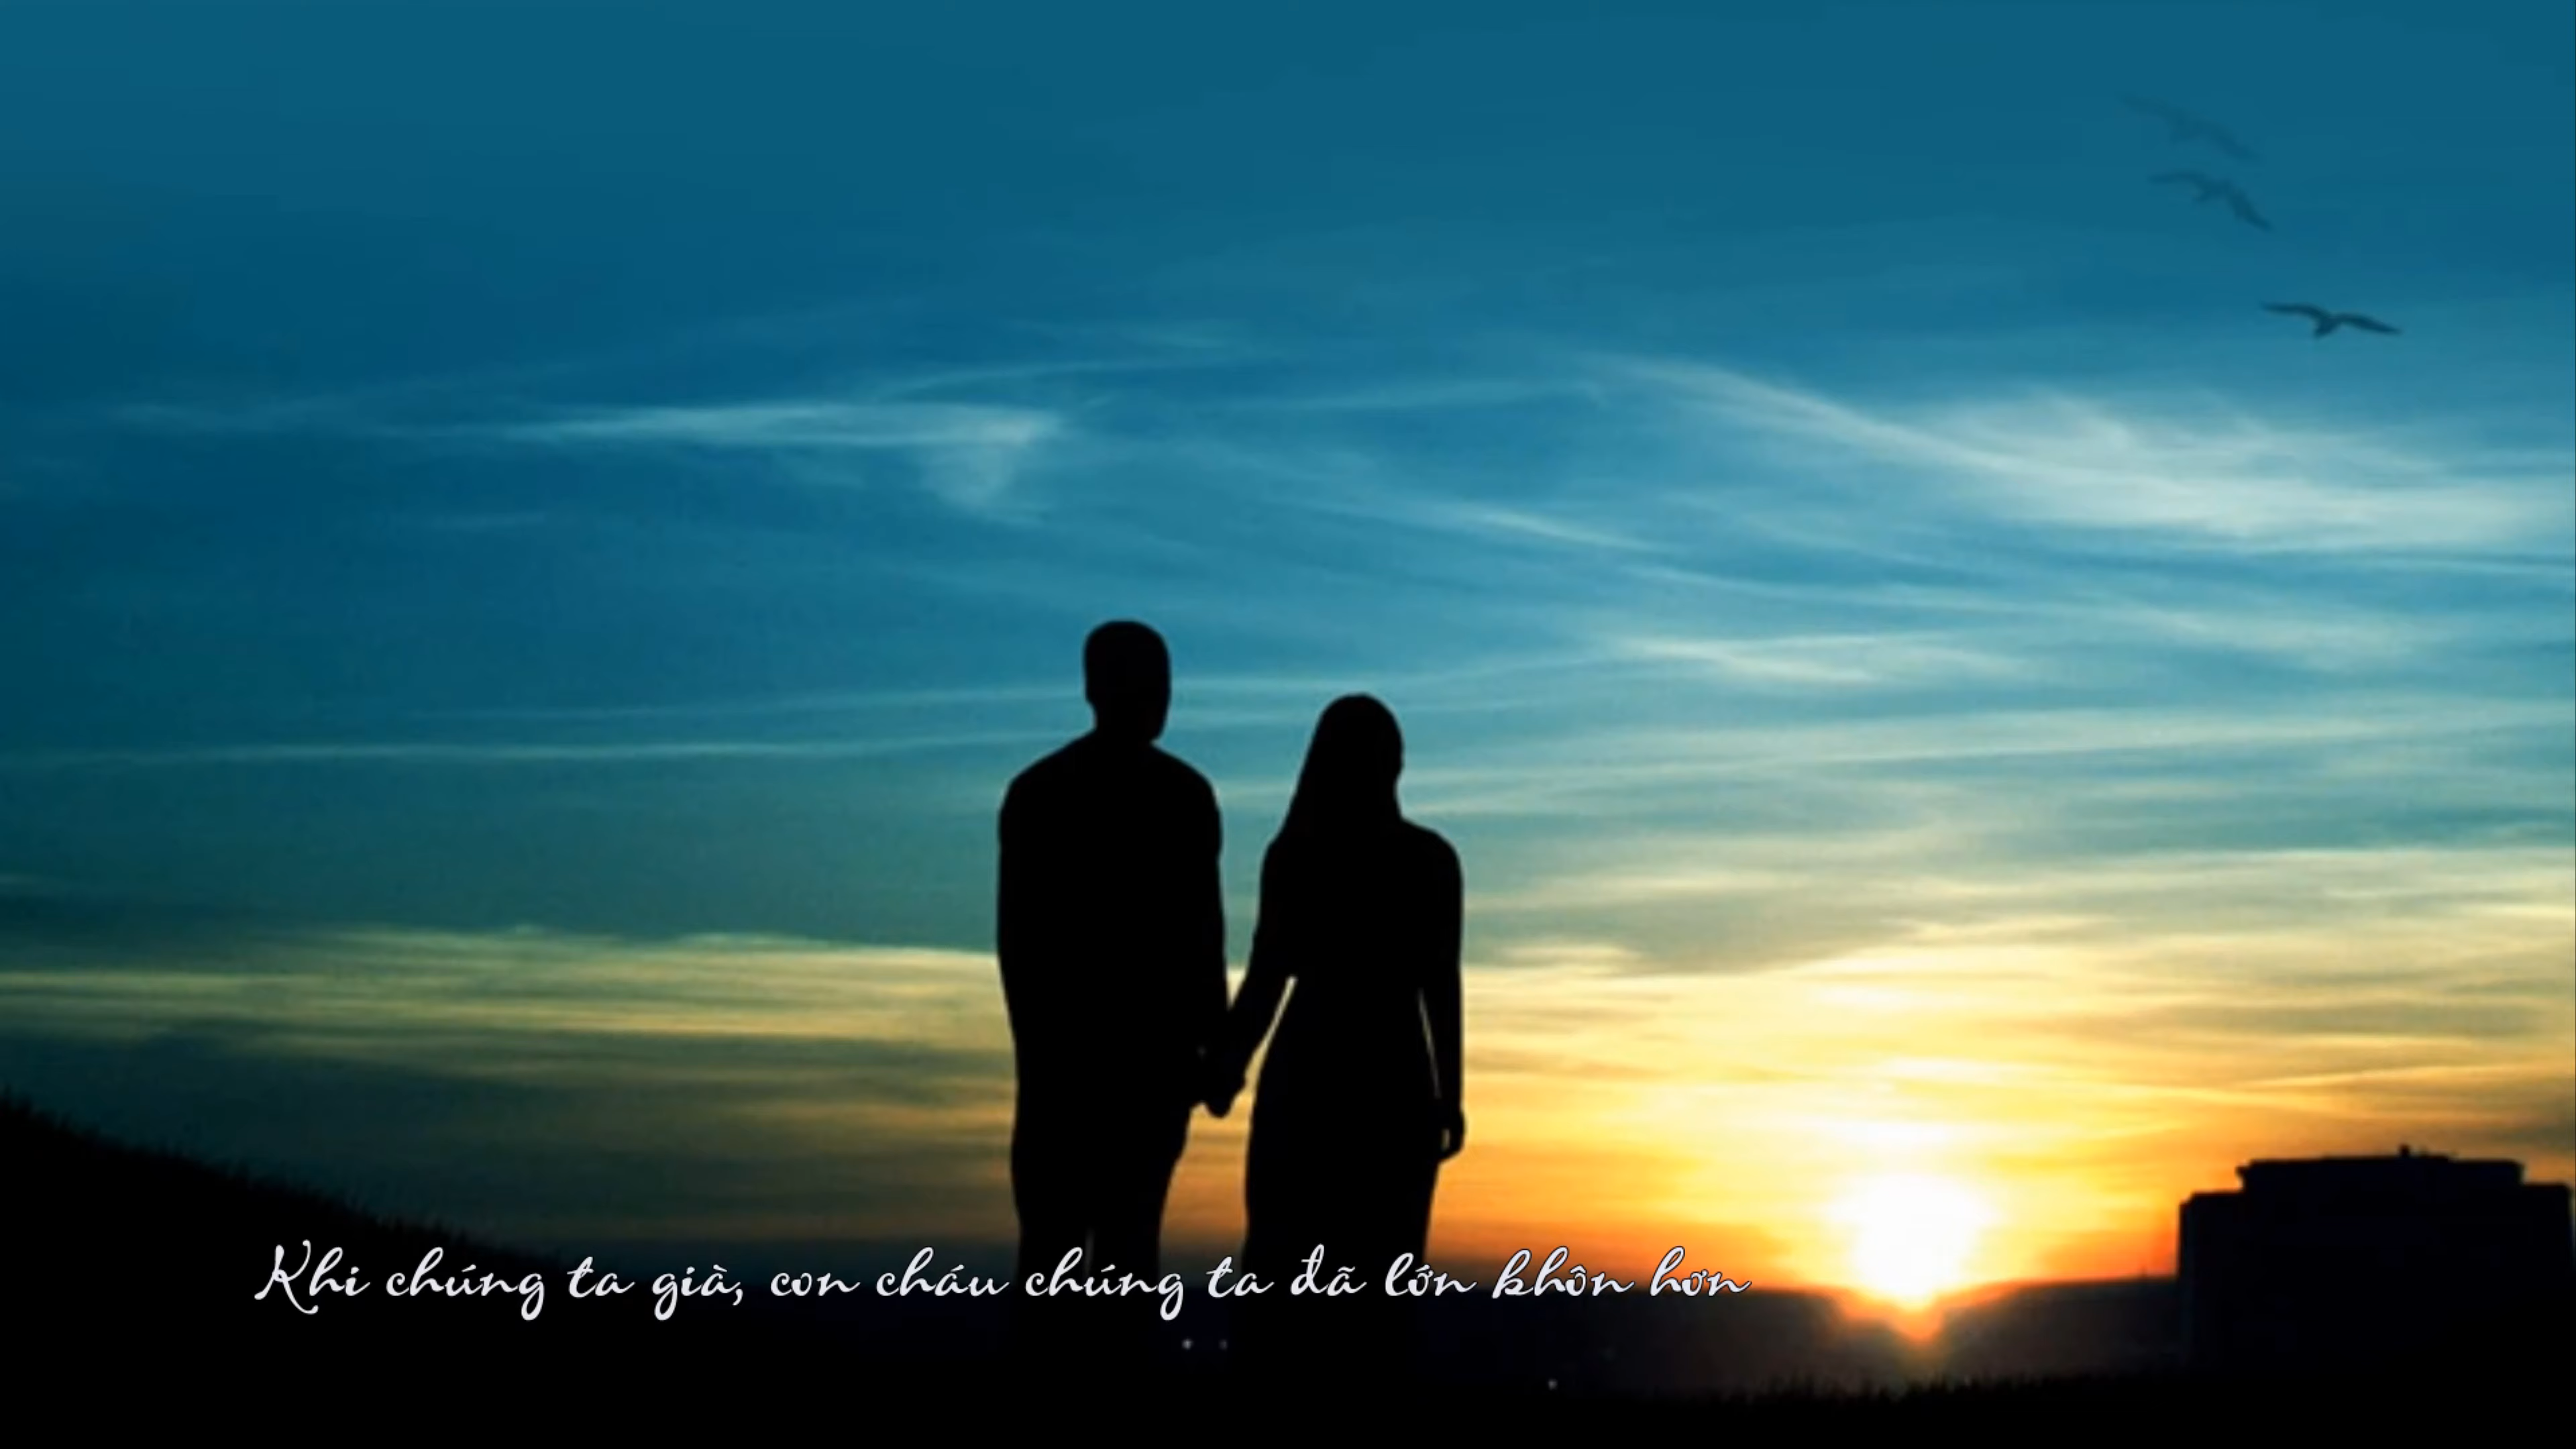 Khi chúng ta già, con cháu chúng ta đã lớn khôn hơn